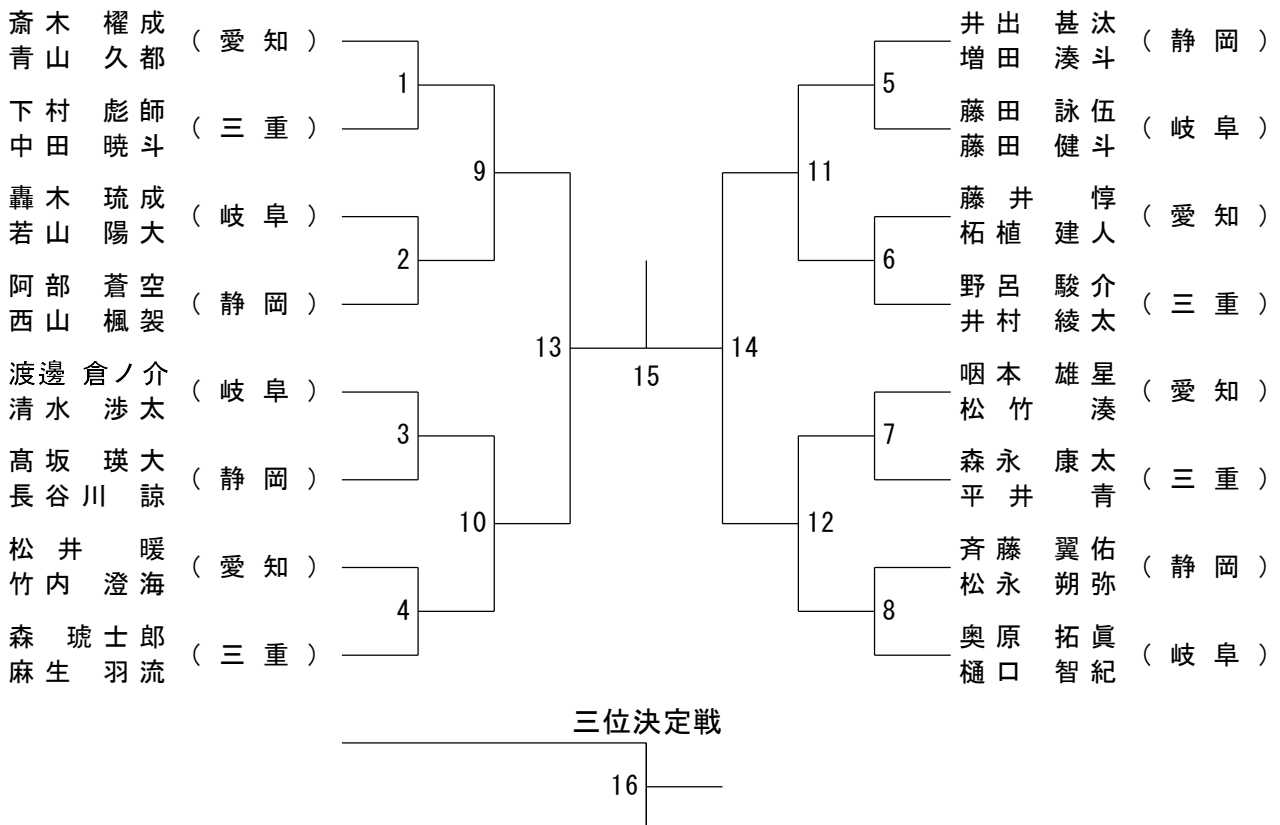 斎木 櫂成
青山 久都
(愛知)
下村 彪師
中田 暁斗
(三重)
轟木 琉成
若山 陽大
(岐阜)
阿部 蒼空
西山 楓袈
(静岡)
渡邊 倉ノ介
清水 渉太
(岐阜)
髙坂 瑛大
長谷川 諒
(静岡)
松井 暖
竹内 澄海
(愛知)
森 琥士郎
麻生 羽流
(三重)
1
2
3
4
9
10
13
15
14
11
12
5
6
7
8
井出 甚汰
増田 湊斗
(静岡)
藤田 詠伍
藤田 健斗
(岐阜)
藤井 惇
柘植 建人
(愛知)
野呂 駿介
井村 綾太
(三重)
咽本 雄星
松竹 湊
(愛知)
森永 康太
平井 青
(三重)
斉藤 翼佑
松永 朔弥
(静岡)
奥原 拓眞
樋口 智紀
(岐阜)
三位決定戦
16